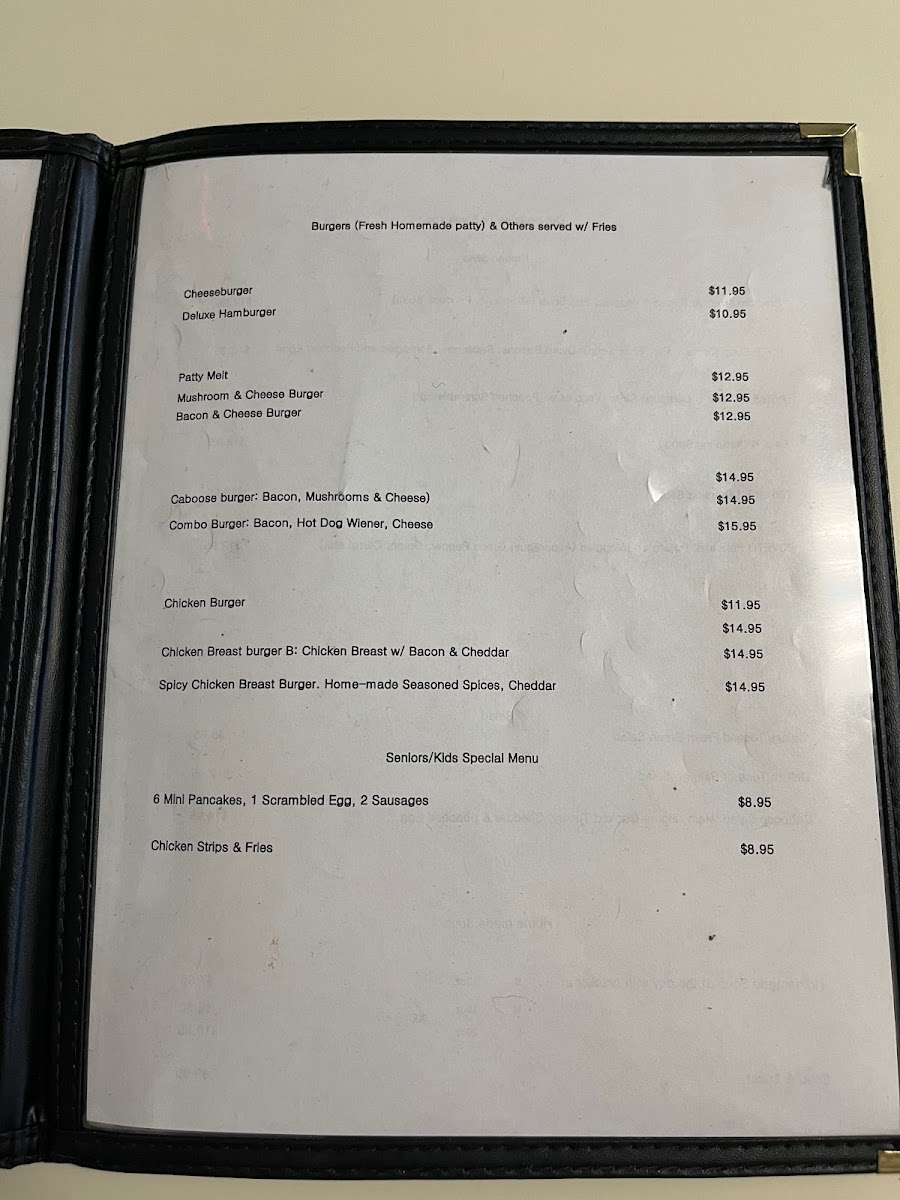 Burgers (Fresh Homemade patty) & Others served w/ Fries
Cheeseburger $11.95
Deluxe Hamburger $10.95
Patty Melt $12.95
Mushroom & Cheese Burger $12.95
Bacon & Cheese Burger $12.95
$14.95
Caboose burger: Bacon, Mushrooms & Cheese) $14.95
Combo Burger: Bacon, Hot Dog Wiener, Cheese $15.95
Chicken Burger $11.95
$14.95
Chicken Breast burger B: Chicken Breast w/ Bacon & Cheddar $14.95
Spicy Chicken Breast Burger. Home-made Seasoned Spices, Cheddar $14.95
Seniors/Kids Special Menu
6 Mini Pancakes, 1 Scrambled Egg, 2 Sausages $8.95
Chicken Strips & Fries $8.95